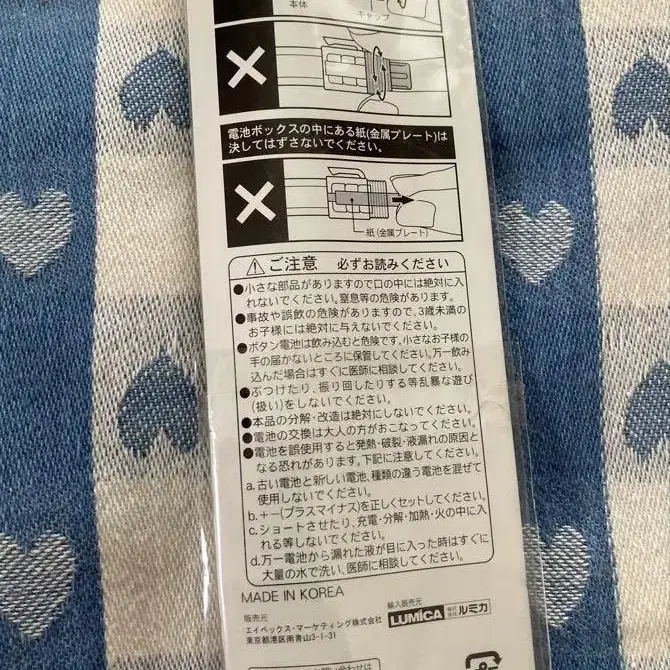 本体
キャップ
電池ボックスの中にある紙(金属プレート)は
決してはずさないでください。
紙(金属プレート)
ご注意 必ずお読みください
●小さな部品がありますので口の中には絶対に入
れないでください。窒息等の危険があります。
●事故や誤飲の危険がありますので、3歳未満の
お子様には絶対に与えないでください。
●ボタン電池は飲み込むと危険です。小さなお子様の
手の届かないところに保管してください。万一飲み
込んだ場合はすぐに医師に相談してください。
●ぶつけたり、振り回したりする等乱暴な遊び
(扱い)をしないでください。
●本品の分解・改造は絶対にしないでください。
●電池の交換は大人の方がおこなってください。
●電池を誤使用すると発熱・破裂・液漏れの原因と
なる恐れがあります。下記に注意してください。
a.古い電池と新しい電池、種類の違う電池を混ぜて
使用しないでください。
b.+−(プラスマイナス)を正しくセットしてください。
c.ショートさせたり、充電・分解・加熱・火の中に入
れる等しないでください。
d.万一電池から漏れた液が目に入った時はすぐに
大量の水で洗い、医師に相談してください。
MADE IN KOREA
販売元
エイベックス・マーケティング株式会社
東京都港区南青山3-1-31
輸入販売元
LUMICA 株式会社 ルミカ